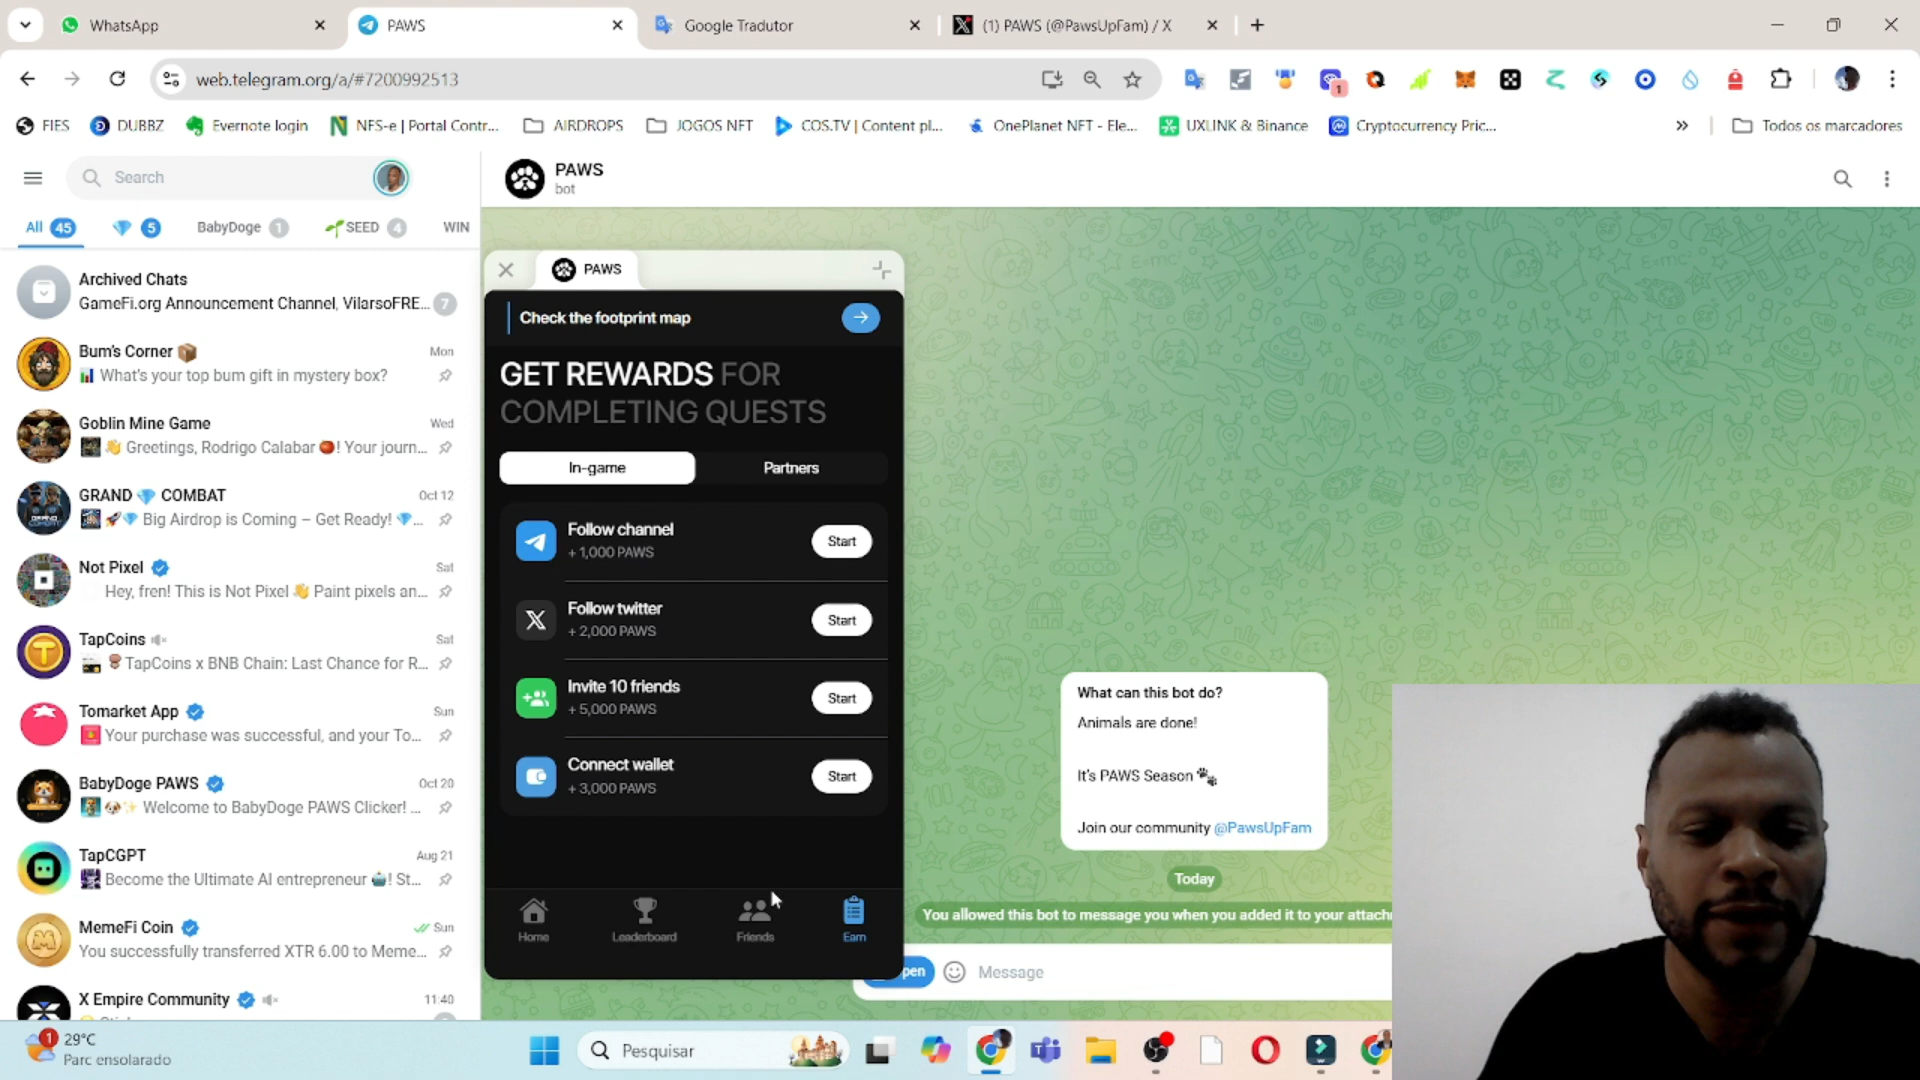 WhatsApp
PAWS
Google Tradutor
(1) PAWS (@PawsUpFam) / X
web.telegram.org/a/#7200992513
1
FIES
DUBBZ
Evernote login
NFS-e | Portal Contr...
AIRDROPS
JOGOS NFT
COS.TV | Content pl...
OnePlanet NFT - Ele...
UXLINK & Binance
Cryptocurrency Pric...
Todos os marcadores
Search
All 45
5
BabyDoge 1
SEED 4
WIN
Archived Chats
GameFi.org Announcement Channel, VilarsoFRE... 7
Bum's Corner
Mon
What's your top bum gift in mystery box?
Goblin Mine Game
Wed
Greetings, Rodrigo Calabar ! Your journ...
GRAND COMBAT
Oct 12
Big Airdrop is Coming – Get Ready! ...
Not Pixel
Sat
Hey, fren! This is Not Pixel Paint pixels an...
TapCoins
Sat
TapCoins x BNB Chain: Last Chance for R...
Tomarket App
Sun
Your purchase was successful, and your To...
BabyDoge PAWS
Oct 20
Welcome to BabyDoge PAWS Clicker! ...
TapCGPT
Aug 21
Become the Ultimate AI entrepreneur ! St...
MemeFi Coin
Sun
You successfully transferred XTR 6.00 to Meme...
X Empire Community
11:40
PAWS
bot
PAWS
Check the footprint map
GET REWARDS FOR
COMPLETING QUESTS
In-game
Partners
Follow channel
+ 1,000 PAWS
Start
Follow twitter
+ 2,000 PAWS
Start
Invite 10 friends
+ 5,000 PAWS
Start
Connect wallet
+ 3,000 PAWS
Start
Home
Leaderboard
Friends
Earn
What can this bot do?
Animals are done!
It's PAWS Season
Join our community @PawsUpFam
Today
You allowed this bot to message you when you added it to your attach
pen
Message
1
29°C
Parc ensolarado
Pesquisar